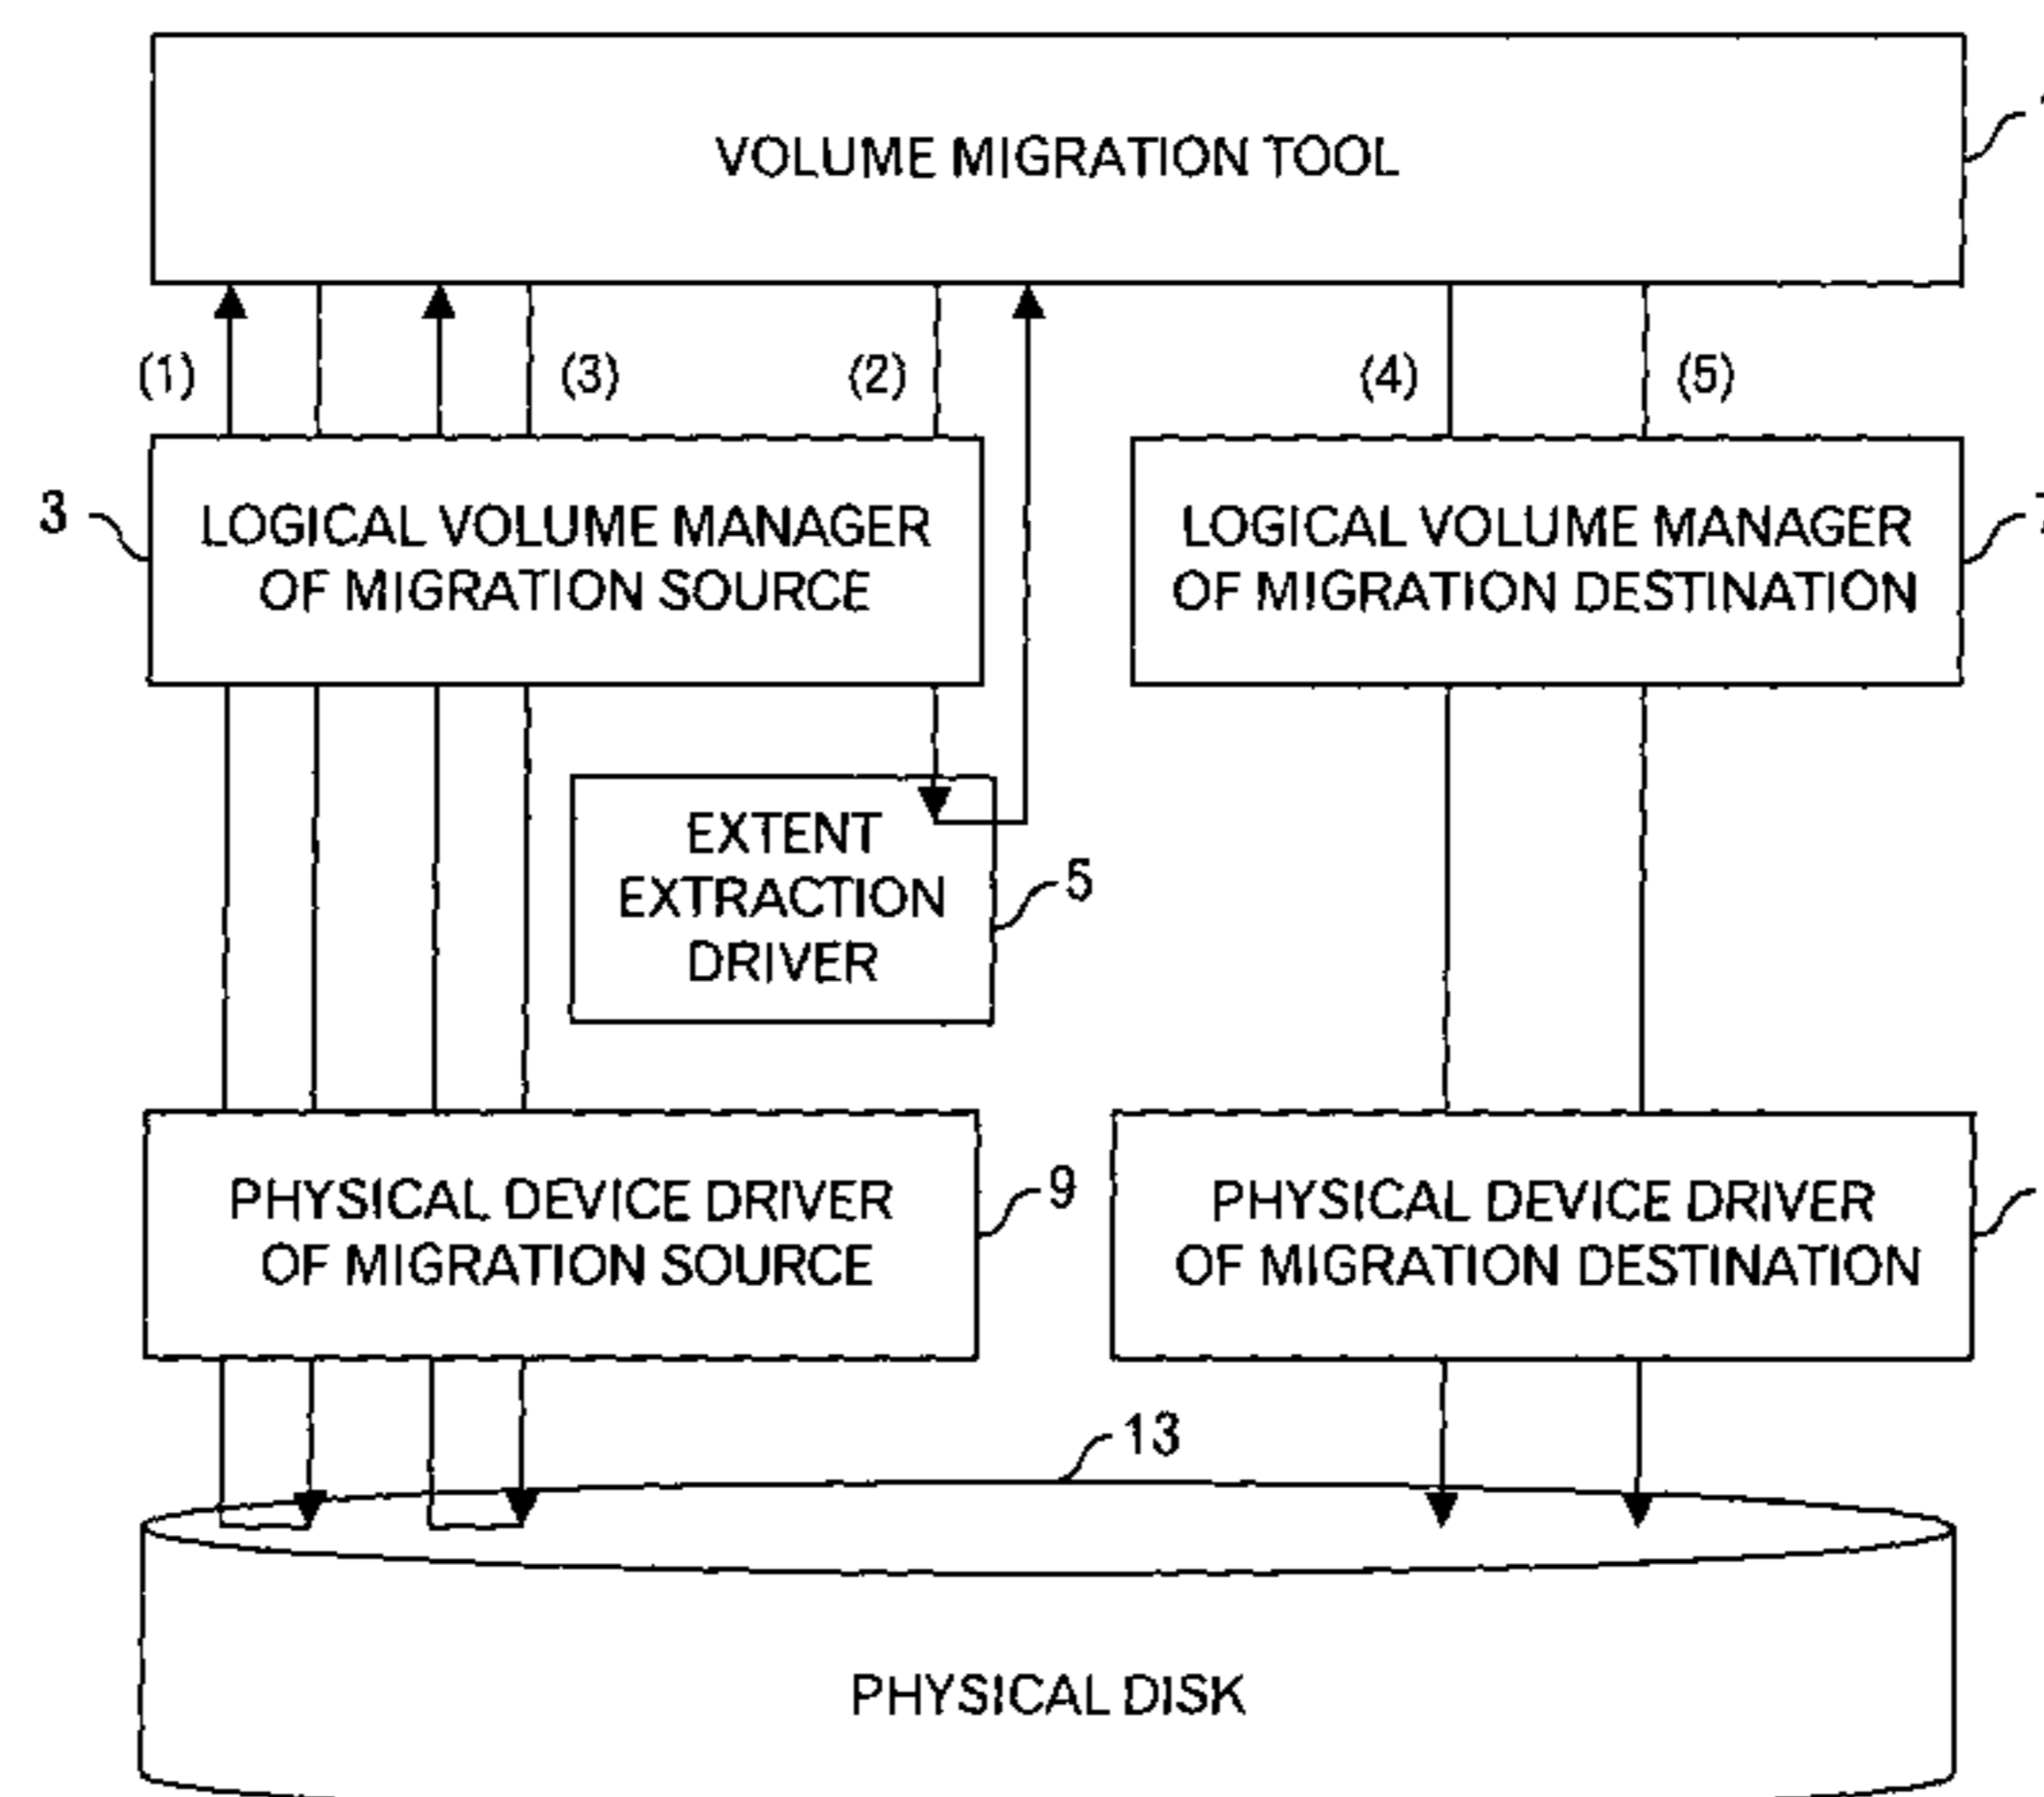 VOLUME MIGRATION TOOL
(1)
(3)
(2)
(4)
(5)
3
LOGICAL VOLUME MANAGER
OF MIGRATION SOURCE
LOGICAL VOLUME MANAGER
OF MIGRATION DESTINATION
EXTENT
EXTRACTION
DRIVER
5
PHYSICAL DEVICE DRIVER
OF MIGRATION SOURCE
9
PHYSICAL DEVICE DRIVER
OF MIGRATION DESTINATION
13
PHYSICAL DISK